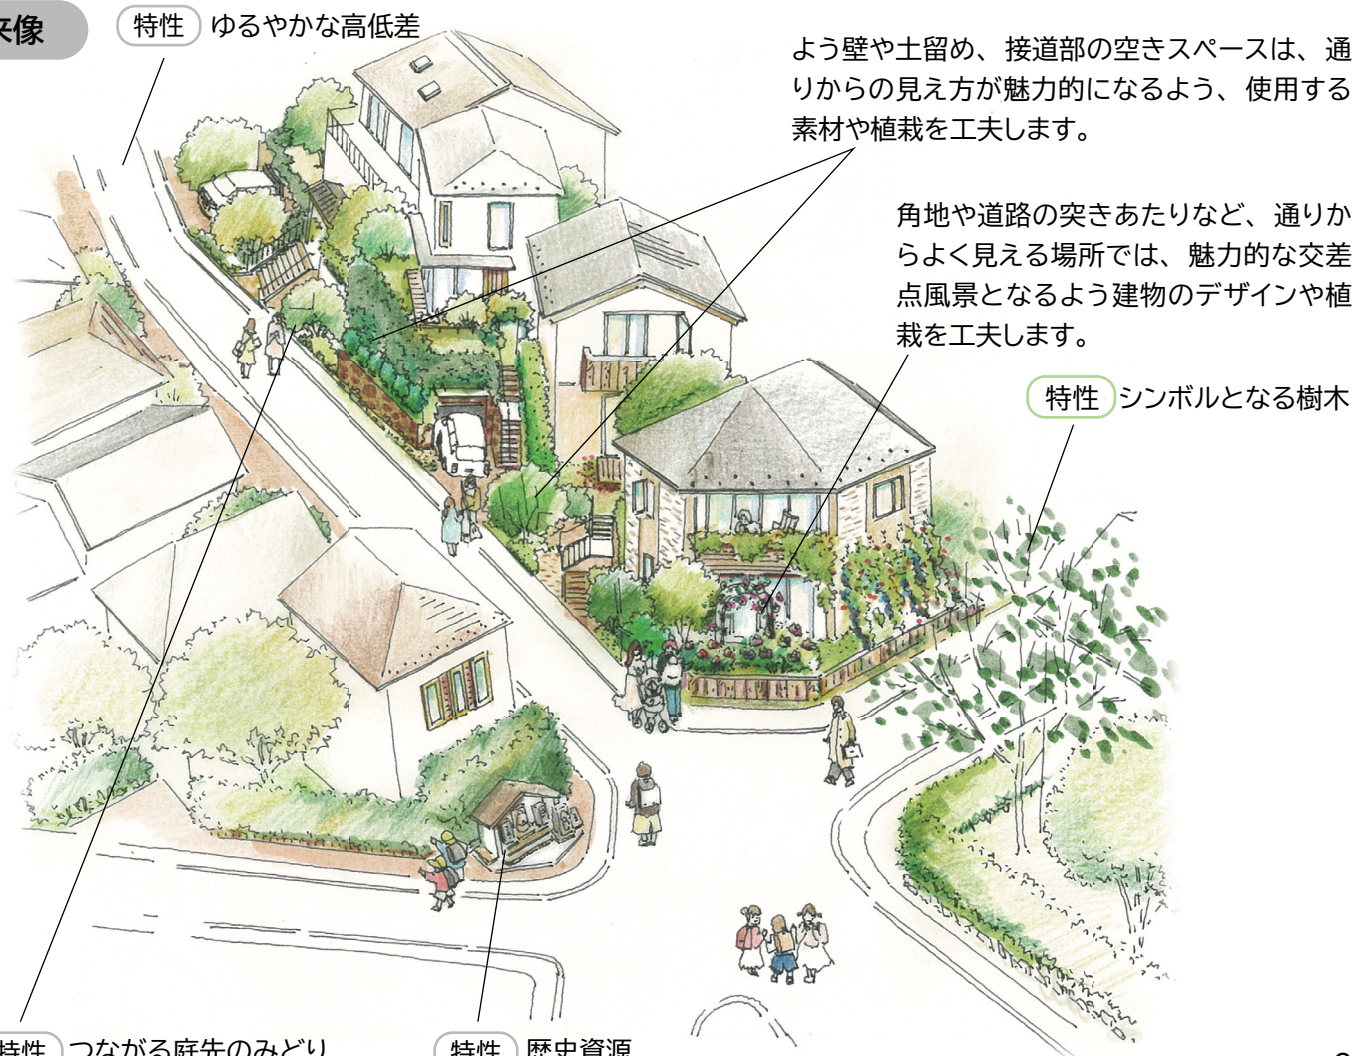 来像
特性 ゆるやかな高低差
よう壁や土留め、接道部の空きスペースは、通
りからの見え方が魅力的になるよう、使用する
素材や植栽を工夫します。
角地や道路の突きあたりなど、通りか
らよく見える場所では、魅力的な交差
点風景となるよう建物のデザインや植
栽を工夫します。
特性 シンボルとなる樹木
特性 つながる庭先のみどり
特性 歴史資源